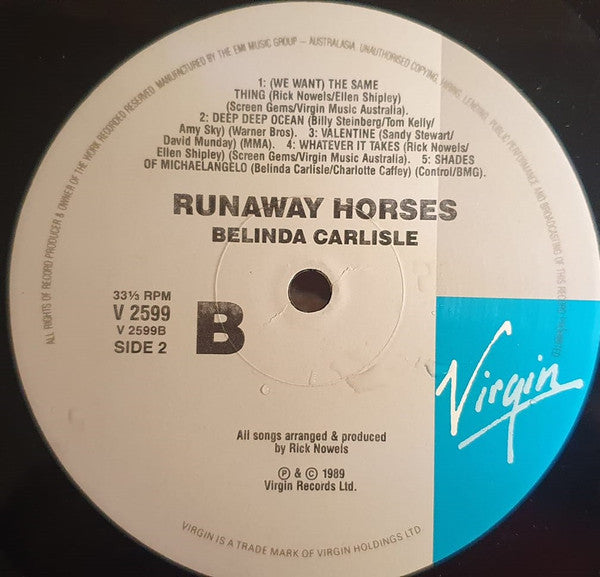 ALL RIGHTS OF RECORD PRODUCER & OWNER OF THE WORK RECORDED RESERVED. MANUFACTURED BY THE EMI MUSIC GROUP – AUSTRALASIA. UNAUTHORISED COPYING, HIRING, LENDING, PUBLIC PERFORMANCE AND BROADCASTING OF THIS RECORD
1: (WE WANT) THE SAME
THING (Rick Nowels/Ellen Shipley)
(Screen Gems/Virgin Music Australia).
2: DEEP DEEP OCEAN (Billy Steinberg/Tom Kelly/
Amy Sky) (Warner Bros). 3: VALENTINE (Sandy Stewart/
David Munday) (MMA). 4: WHATEVER IT TAKES (Rick Nowels/
Ellen Shipley) (Screen Gems/Virgin Music Australia). 5: SHADES
OF MICHAELANGELO (Belinda Carlisle/Charlotte Caffey) (Control/BMG).
RUNAWAY HORSES
BELINDA CARLISLE
33⅓ RPM
V 2599
V 2599B
SIDE 2
B
Virgin
All songs arranged & produced
by Rick Nowels
℗ & © 1989
Virgin Records Ltd.
VIRGIN IS A TRADE MARK OF VIRGIN HOLDINGS LTD